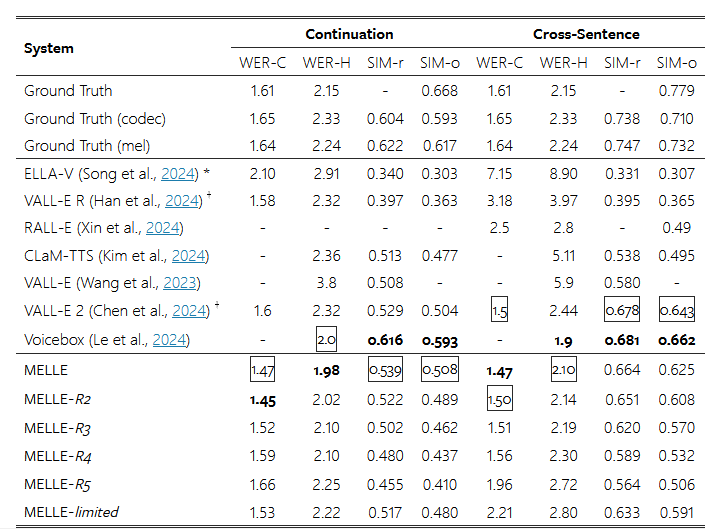 System Continuation Cross-Sentence
WER-C WER-H SIM-r SIM-o WER-C WER-H SIM-r SIM-o
Ground Truth 1.61 2.15 - 0.668 1.61 2.15 - 0.779
Ground Truth (codec) 1.65 2.33 0.604 0.593 1.65 2.33 0.738 0.710
Ground Truth (mel) 1.64 2.24 0.622 0.617 1.64 2.24 0.747 0.732
ELLA-V (Song et al., 2024) * 2.10 2.91 0.340 0.303 7.15 8.90 0.331 0.307
VALL-E R (Han et al., 2024) † 1.58 2.32 0.397 0.363 3.18 3.97 0.395 0.365
RALL-E (Xin et al., 2024) - - - - 2.5 2.8 - 0.49
CLaM-TTS (Kim et al., 2024) - 2.36 0.513 0.477 - 5.11 0.538 0.495
VALL-E (Wang et al., 2023) - 3.8 0.508 - - 5.9 0.580 -
VALL-E 2 (Chen et al., 2024) † 1.6 2.32 0.529 0.504 1.5 2.44 0.678 0.643
Voicebox (Le et al., 2024) - 2.0 0.616 0.593 - 1.9 0.681 0.662
MELLE 1.47 1.98 0.539 0.508 1.47 2.10 0.664 0.625
MELLE-R2 1.45 2.02 0.522 0.489 1.50 2.14 0.651 0.608
MELLE-R3 1.52 2.10 0.502 0.462 1.51 2.19 0.620 0.570
MELLE-R4 1.59 2.10 0.480 0.437 1.56 2.30 0.589 0.532
MELLE-R5 1.66 2.25 0.455 0.410 1.96 2.72 0.564 0.506
MELLE-limited 1.53 2.22 0.517 0.480 2.21 2.80 0.633 0.591